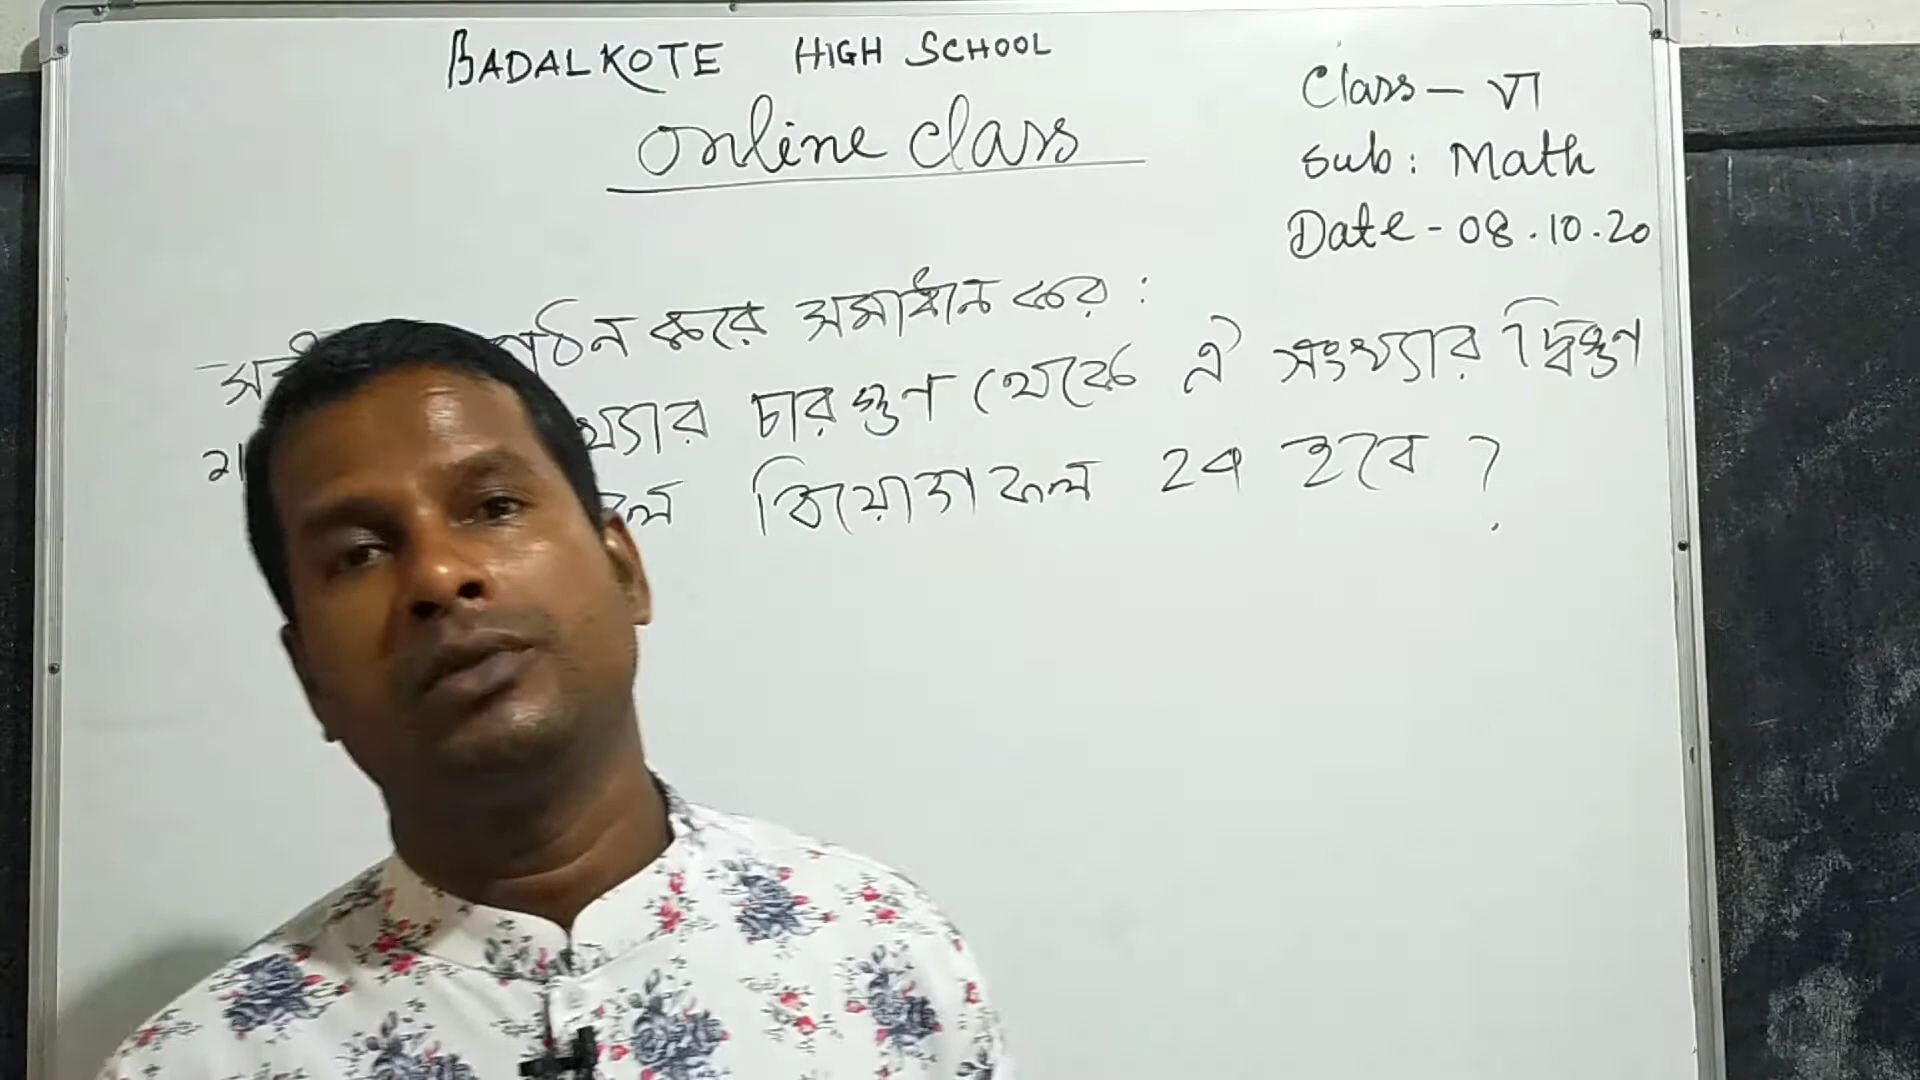 BADALKOTE HIGH SCHOOL
Online Class
Class - VI
Sub: Math
Date - 08.10.20
গঠন করে সমাধান কর :
চারগুণ থেকে ঐ সংখ্যার দ্বিগুণ
বিয়োগফল হবে ?